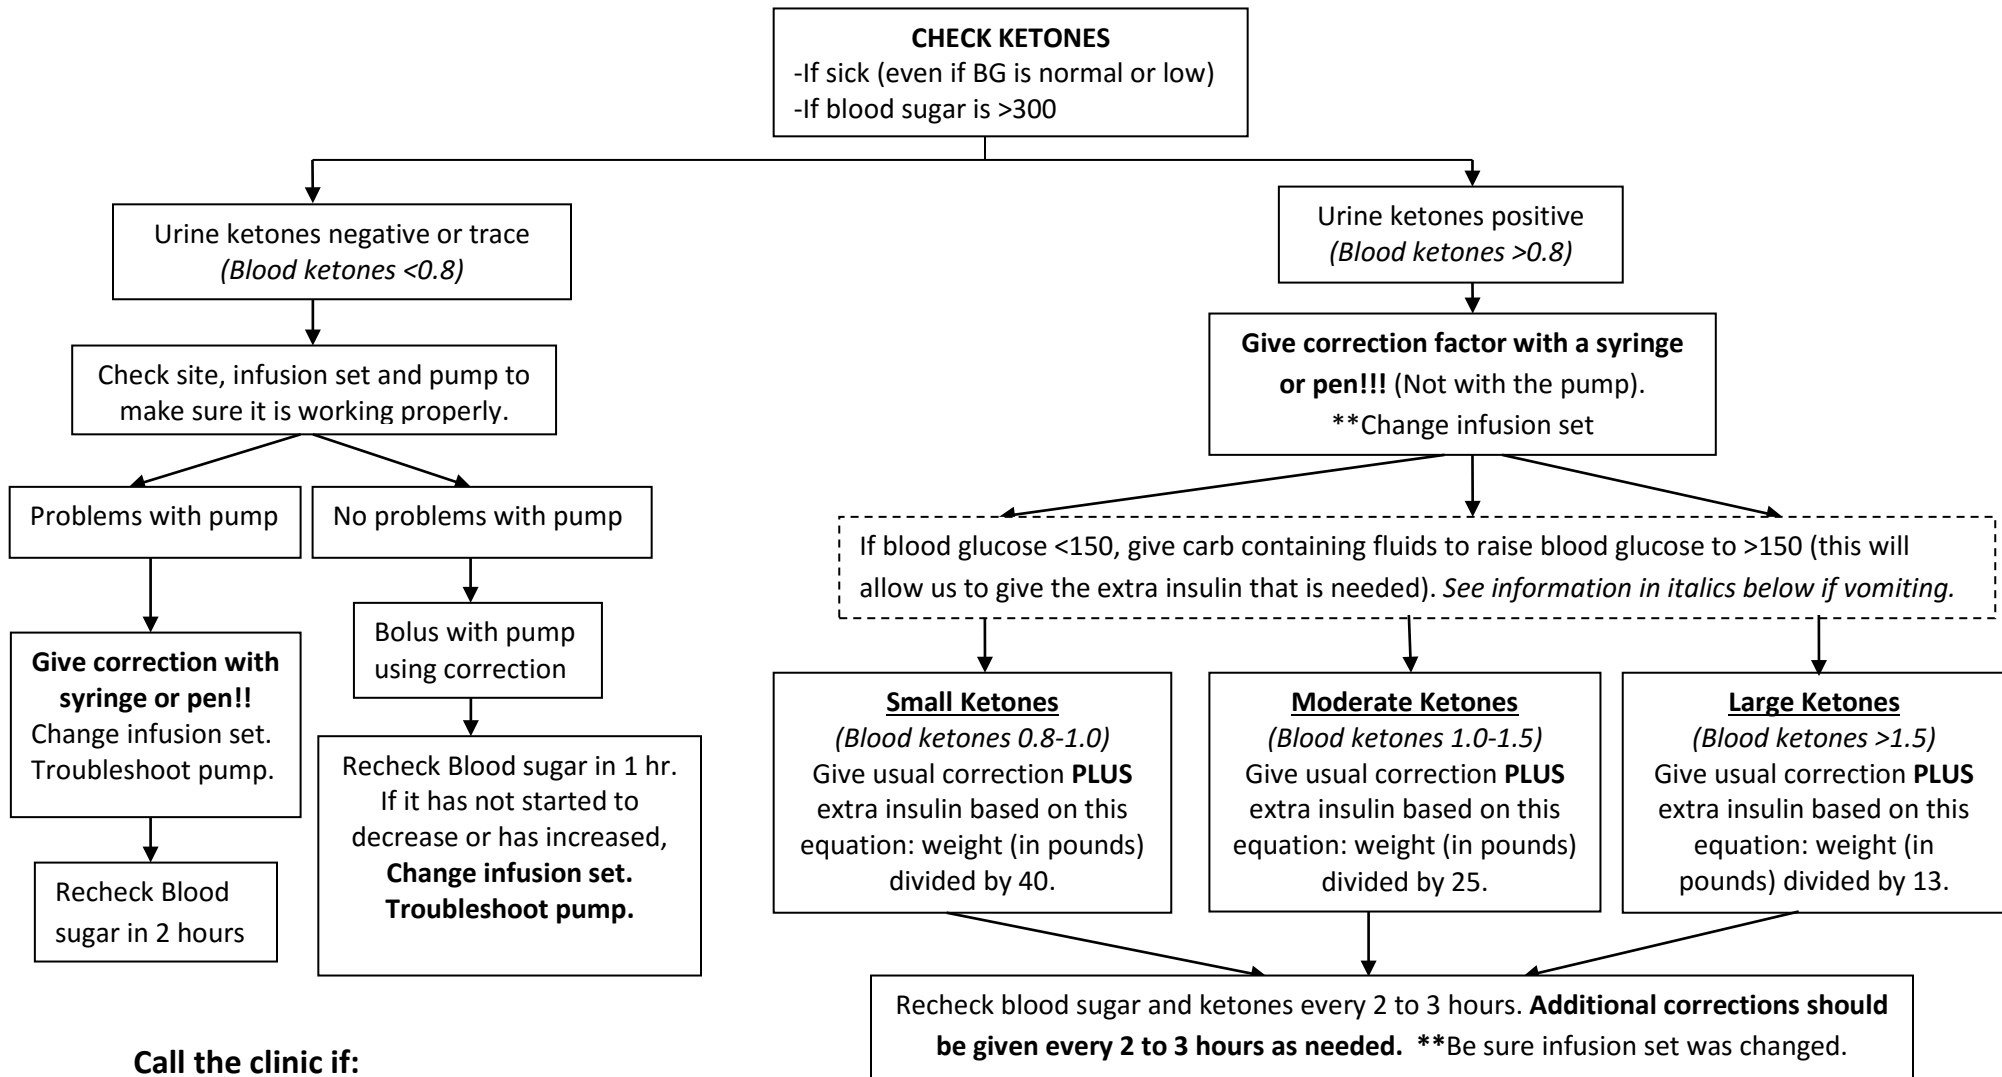 CHECK KETONES
-If sick (even if BG is normal or low)
-If blood sugar is >300
Urine ketones negative or trace
(Blood ketones <0.8)
Check site, infusion set and pump to
make sure it is working properly.
Problems with pump
Give correction with
syringe or pen!!
Change infusion set.
Troubleshoot pump.
Recheck Blood
sugar in 2 hours
No problems with pump
Bolus with pump
using correction
Recheck Blood sugar in 1 hr.
If it has not started to
decrease or has increased,
Change infusion set.
Troubleshoot pump.
Urine ketones positive
(Blood ketones >0.8)
Give correction factor with a syringe
or pen!!! (Not with the pump).
**Change infusion set
If blood glucose <150, give carb containing fluids to raise blood glucose to >150 (this will
allow us to give the extra insulin that is needed). See information in italics below if vomiting.
Small Ketones
(Blood ketones 0.8-1.0)
Give usual correction PLUS
extra insulin based on this
equation: weight (in pounds)
divided by 40.
Moderate Ketones
(Blood ketones 1.0-1.5)
Give usual correction PLUS
extra insulin based on this
equation: weight (in pounds)
divided by 25.
Large Ketones
(Blood ketones >1.5)
Give usual correction PLUS
extra insulin based on this
equation: weight (in
pounds) divided by 13.
Recheck blood sugar and ketones every 2 to 3 hours. Additional corrections should
be given every 2 to 3 hours as needed. **Be sure infusion set was changed.
Call the clinic if: